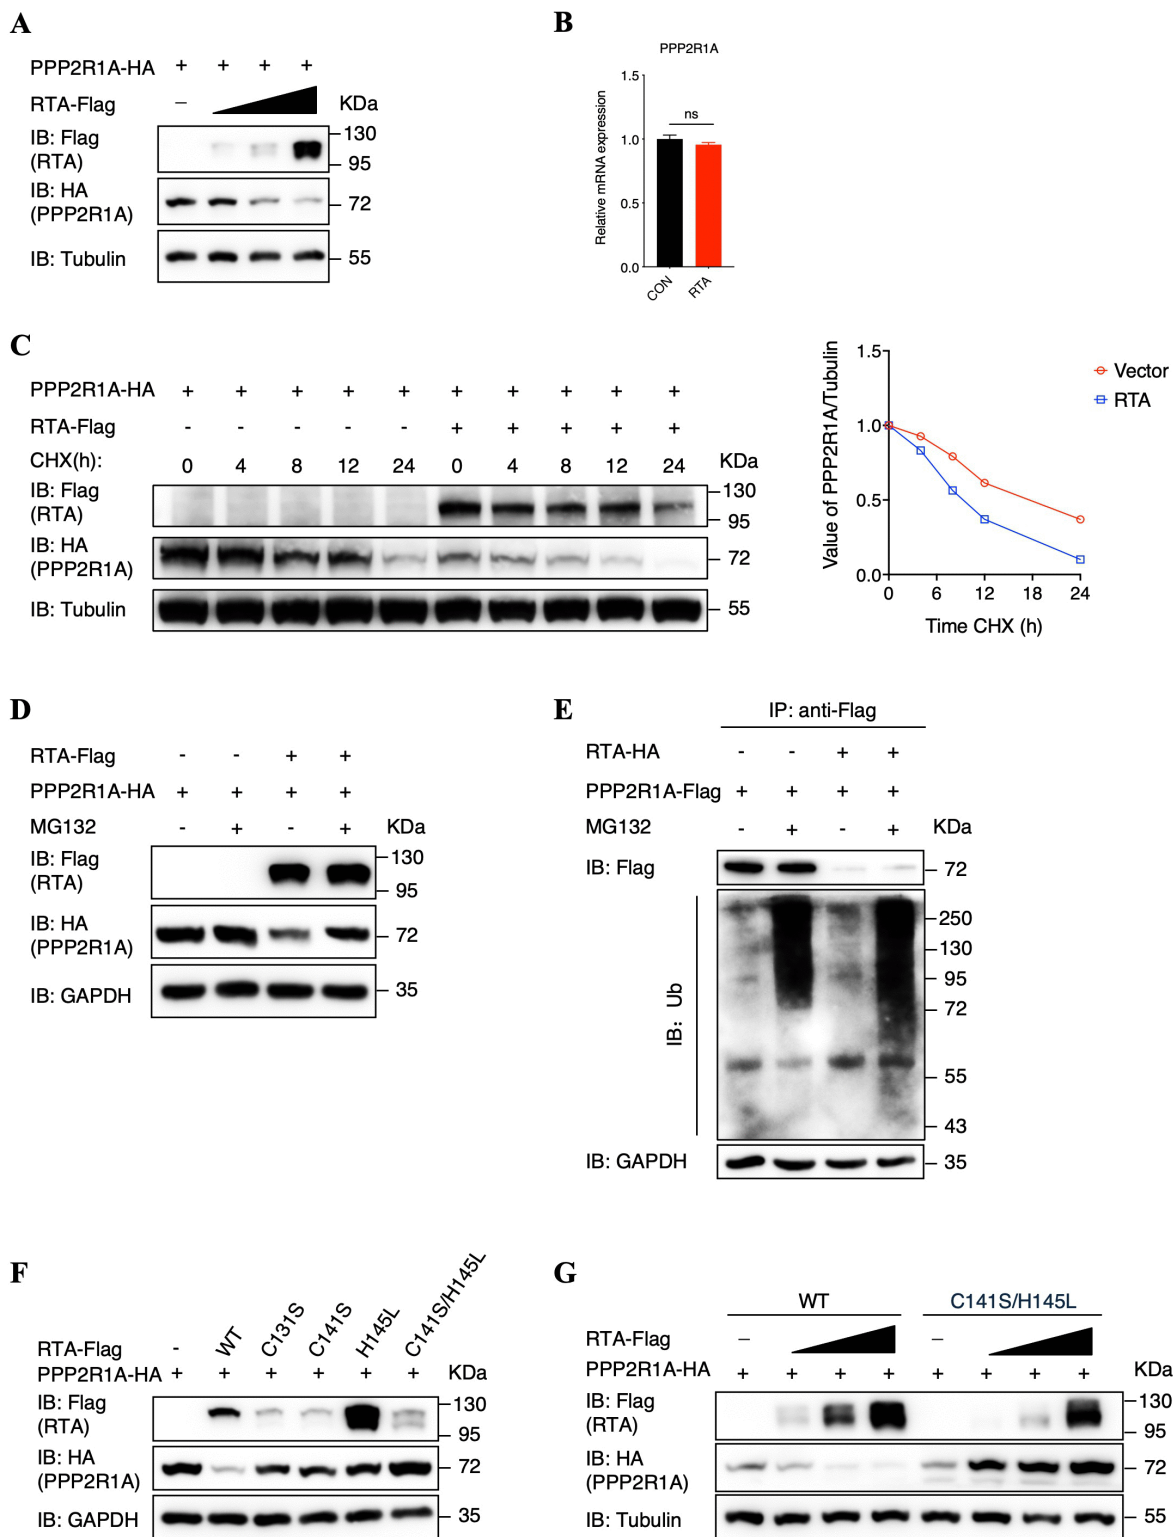 A
PPP2R1A-HA + + + +
RTA-Flag – KDa
IB: Flag
(RTA)
130
95
IB: HA
(PPP2R1A)
72
IB: Tubulin 55
B
PPP2R1A
Relative mRNA expression
1.5
1.0
0.5
0.0
ns
CON
RTA
C
PPP2R1A-HA + + + + + + + + + +
RTA-Flag - - - - - + + + + +
CHX(h): 0 4 8 12 24 0 4 8 12 24 KDa
IB: Flag
(RTA)
130
95
IB: HA
(PPP2R1A)
72
IB: Tubulin 55
Value of PPP2R1A/Tubulin
1.5
1.0
0.5
0.0
0 6 12 18 24
Time CHX (h)
Vector
RTA
D
RTA-Flag - - + +
PPP2R1A-HA + + + +
MG132 - + - + KDa
IB: Flag
(RTA)
130
95
IB: HA
(PPP2R1A)
72
IB: GAPDH 35
E
IP: anti-Flag
RTA-HA - - + +
PPP2R1A-Flag + + + +
MG132 - + - + KDa
IB: Flag 72
IB: Ub
250
130
95
72
55
43
IB: GAPDH 35
F
RTA-Flag - WT C131S C141S H145L C141S/H145L
PPP2R1A-HA + + + + + + KDa
IB: Flag
(RTA)
130
95
IB: HA
(PPP2R1A)
72
IB: GAPDH 35
G
WT C141S/H145L
RTA-Flag – –
PPP2R1A-HA + + + + + + + + KDa
IB: Flag
(RTA)
130
95
IB: HA
(PPP2R1A)
72
IB: Tubulin 55